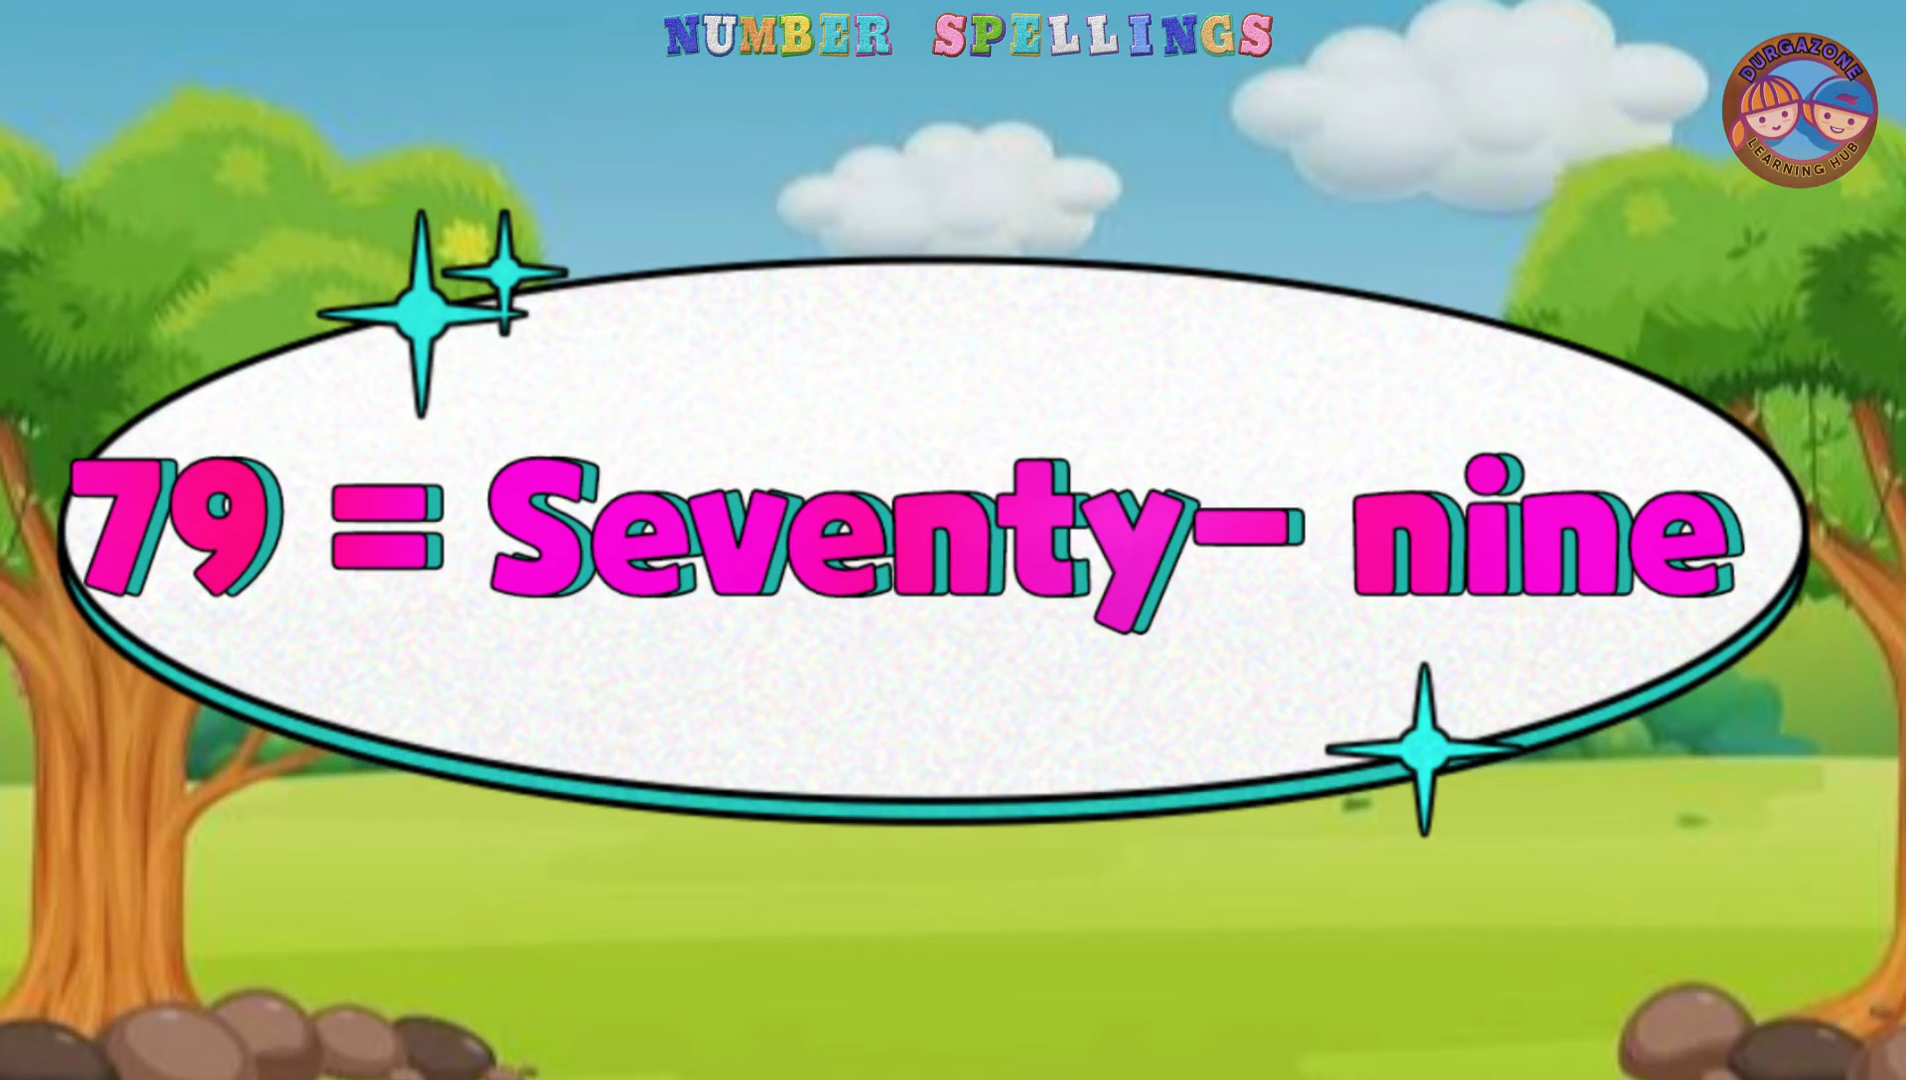 NUMBER SPELLINGS
DURGAZONE
LEARNING HUB
79 = Seventy- nine